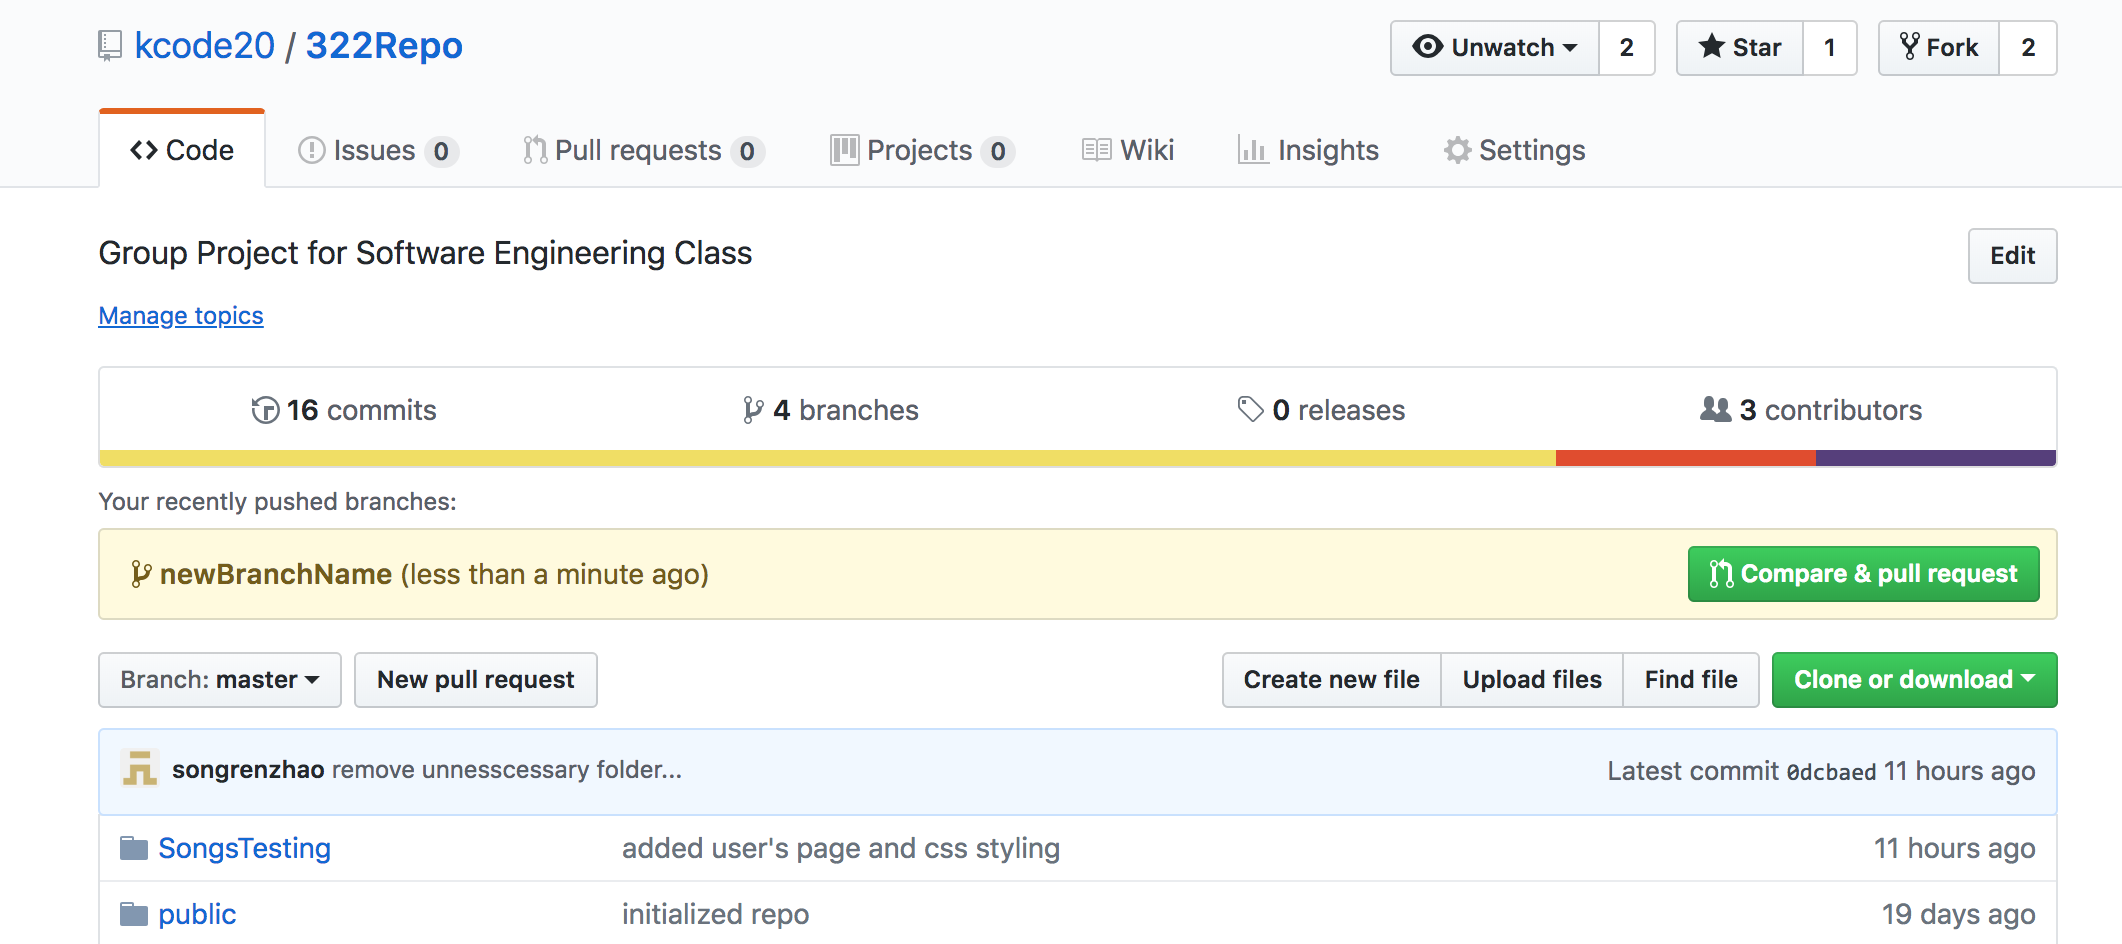 kcode20 / 322Repo
Unwatch 2 Star 1 Fork 2
Code Issues 0 Pull requests 0 Projects 0 Wiki Insights Settings
Group Project for Software Engineering Class
Edit
Manage topics
16 commits 4 branches 0 releases 3 contributors
Your recently pushed branches:
newBranchName (less than a minute ago) Compare & pull request
Branch: master New pull request Create new file Upload files Find file Clone or download
songrenzhao remove unnesscessary folder... Latest commit 0dcbaed 11 hours ago
SongsTesting added user's page and css styling 11 hours ago
public initialized repo 19 days ago